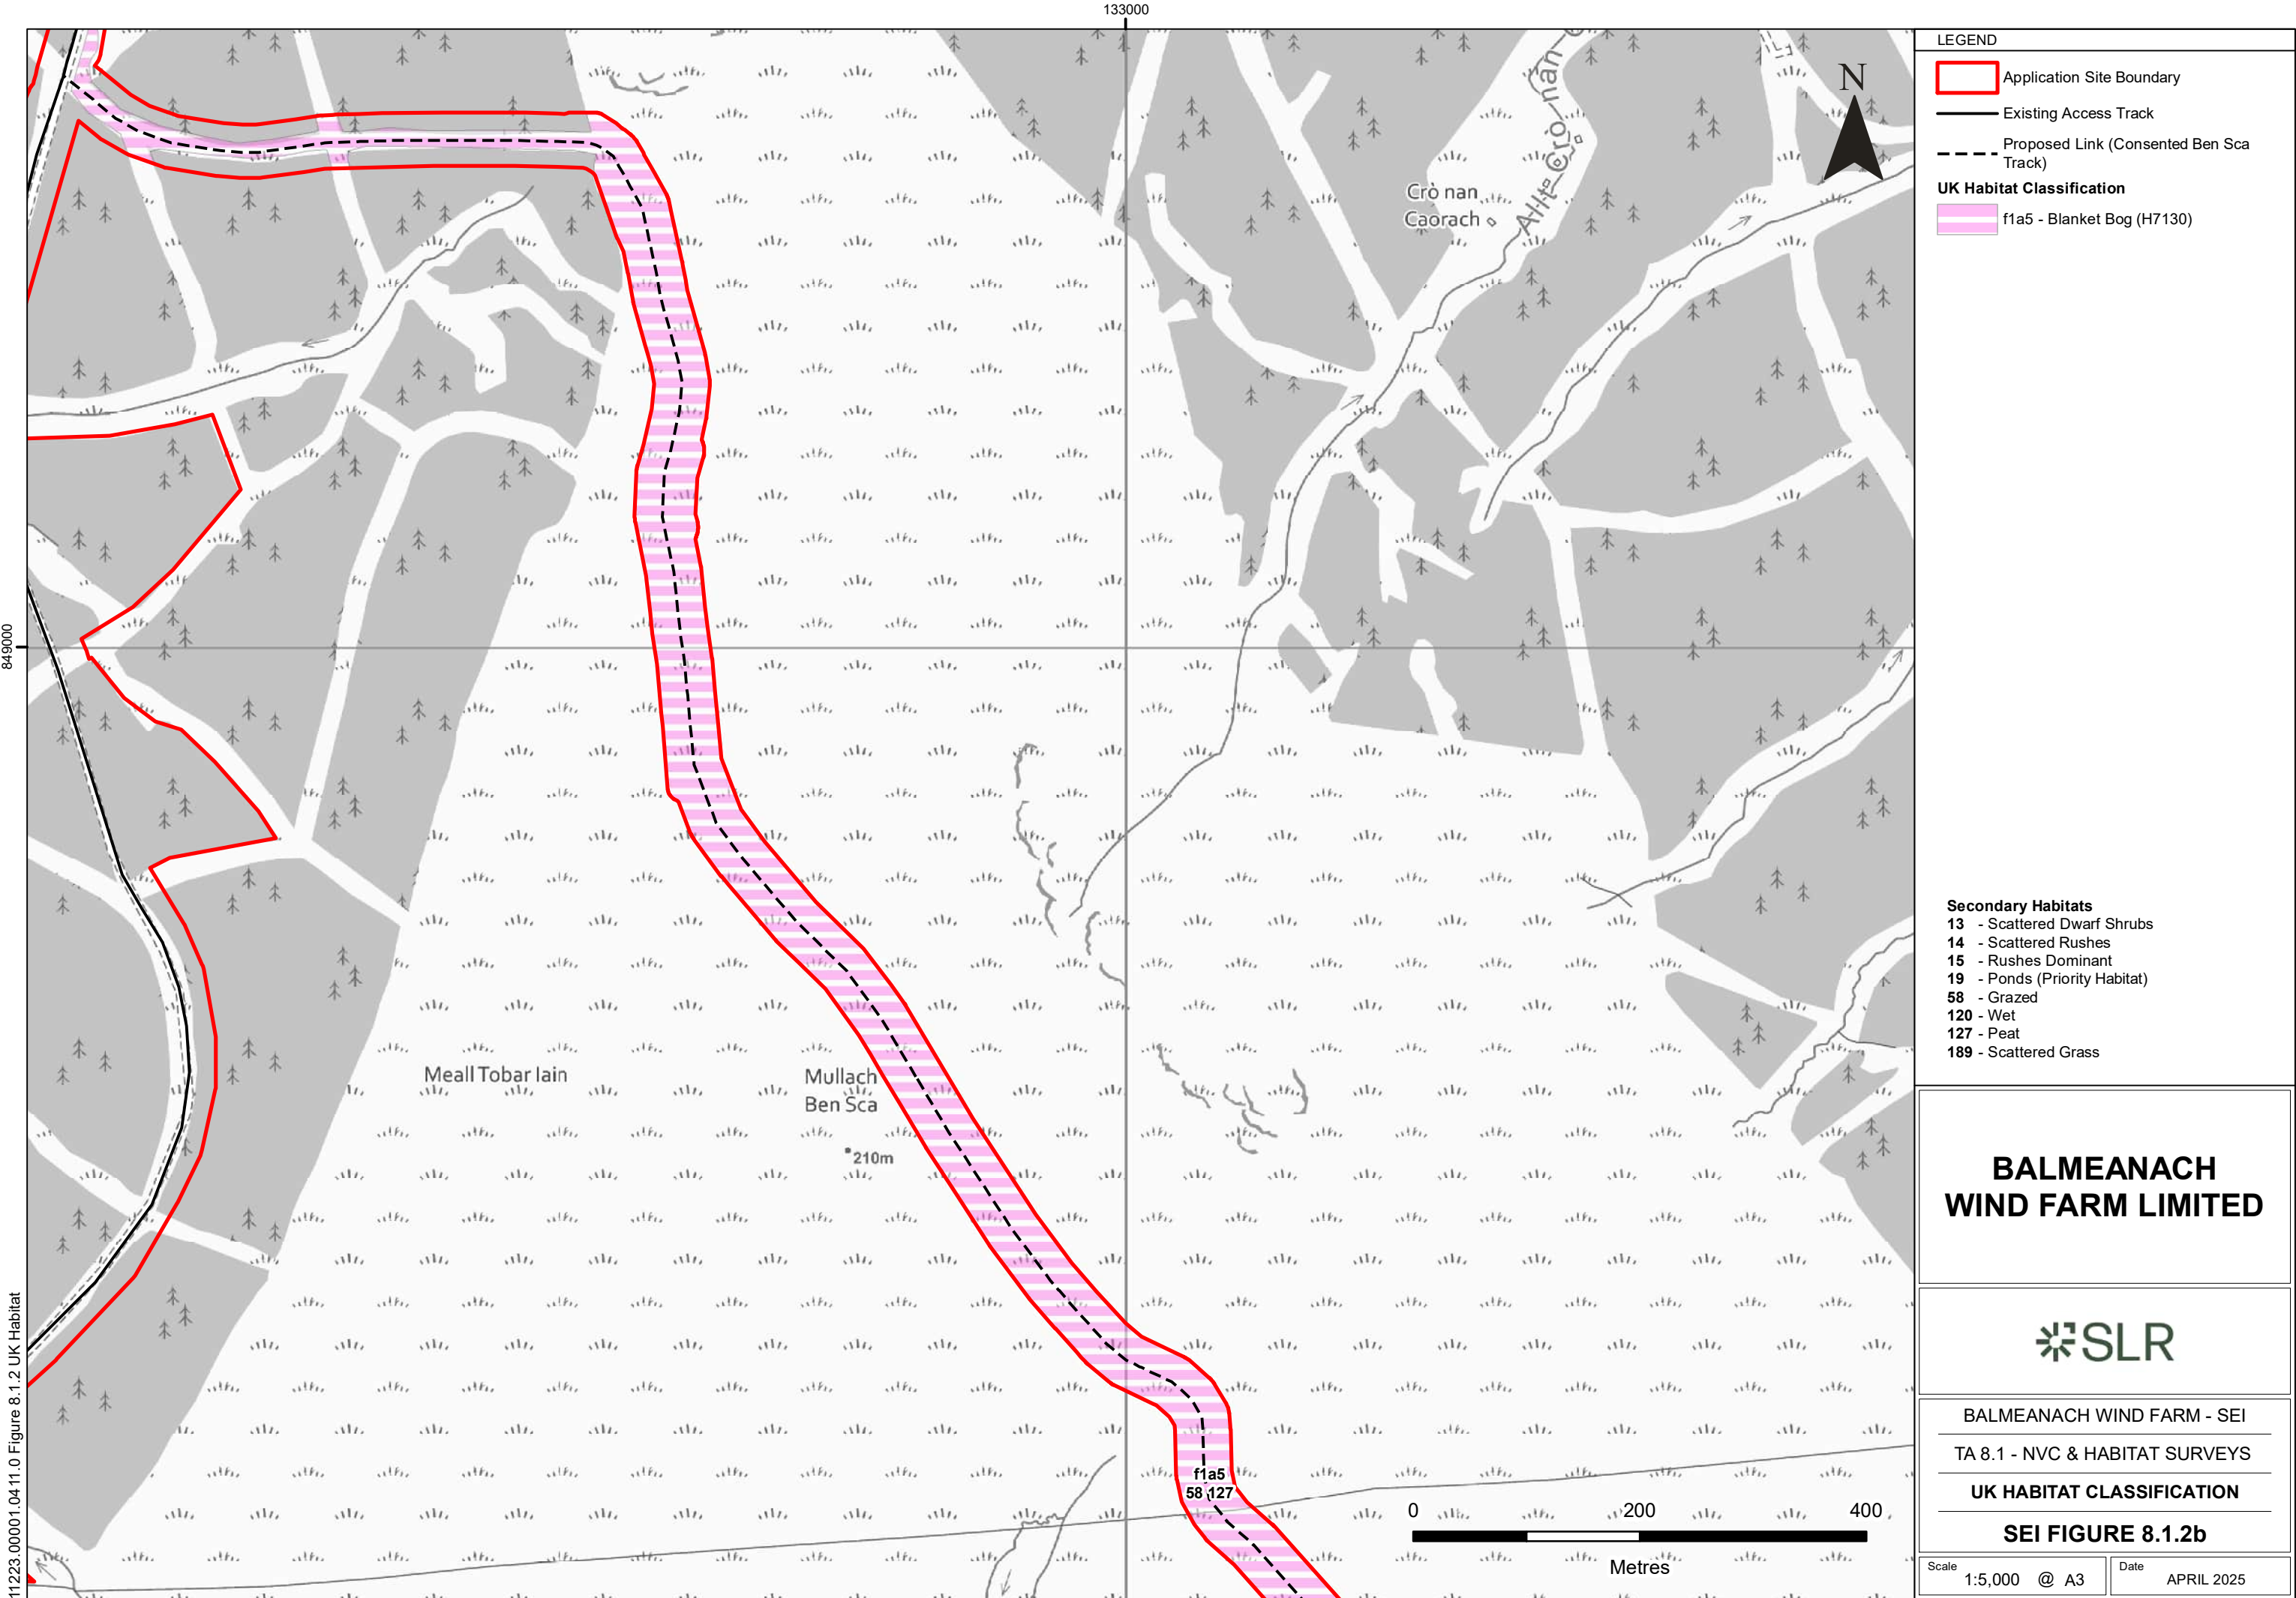 133000
849000
N
Crò nan
Caorach
Allt Crò nan C
Meall Tobar Iain
Mullach
Ben Sca
210m
f1a5
58 127
0 200 400
Metres
11223.00001.0411.0 Figure 8.1.2 UK Habitat
LEGEND
Application Site Boundary
Existing Access Track
Proposed Link (Consented Ben Sca
Track)
UK Habitat Classification
f1a5 - Blanket Bog (H7130)
Secondary Habitats
13 - Scattered Dwarf Shrubs
14 - Scattered Rushes
15 - Rushes Dominant
19 - Ponds (Priority Habitat)
58 - Grazed
120 - Wet
127 - Peat
189 - Scattered Grass
BALMEANACH
WIND FARM LIMITED
SLR
BALMEANACH WIND FARM - SEI
TA 8.1 - NVC & HABITAT SURVEYS
UK HABITAT CLASSIFICATION
SEI FIGURE 8.1.2b
Scale 1:5,000 @ A3
Date APRIL 2025